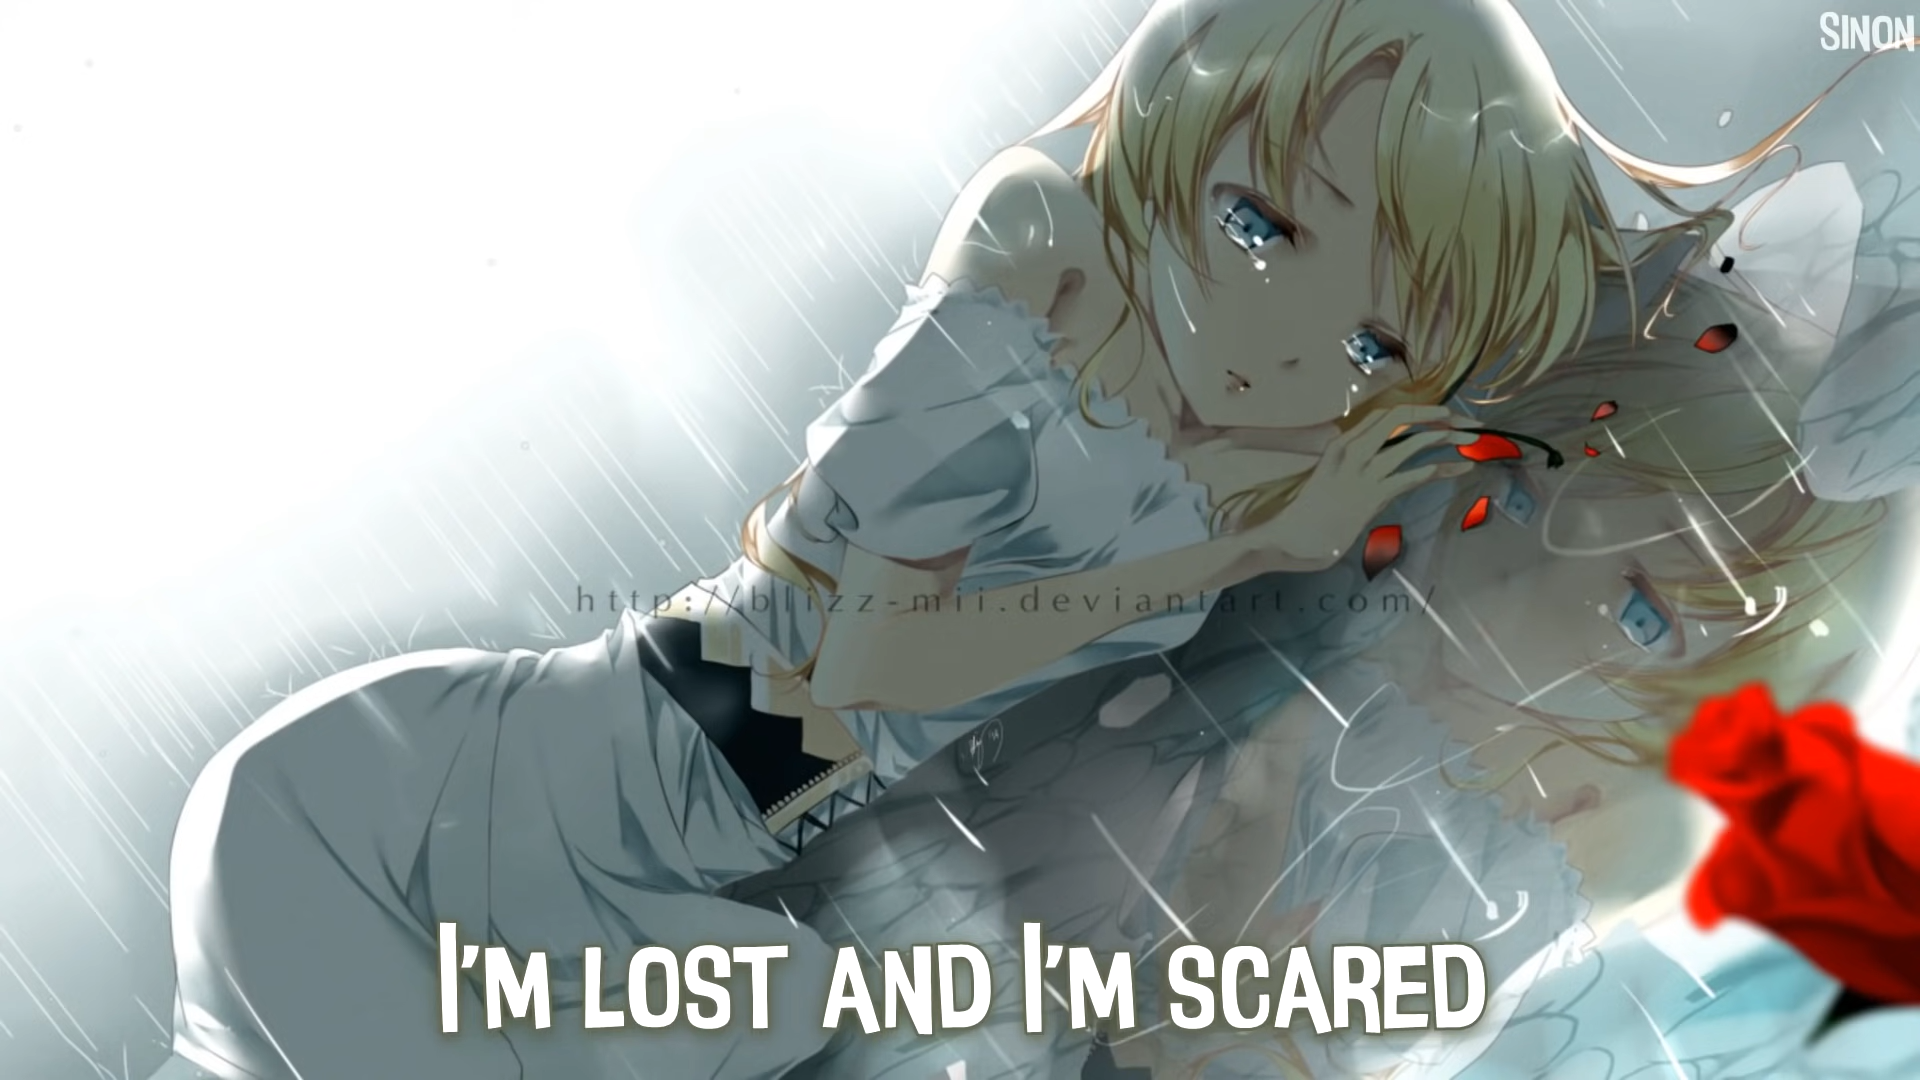 Sinon
http://blizz-mii.deviantart.com/
I'm lost and I'm scared